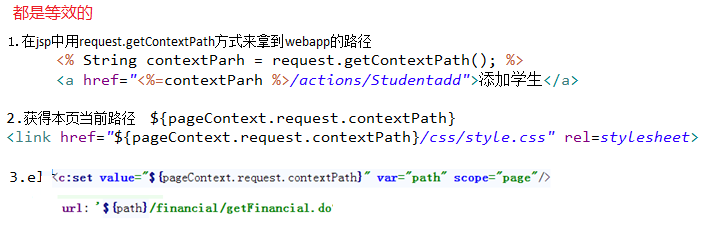 都是等效的
1.在jsp中用request.getContextPath方式来拿到webapp的路径
<% String contextParh = request.getContextPath(); %>
<a href="<%=contextParh %>/actions/Studentadd">添加学生</a>
2.获得本页当前路径 ${pageContext.request.contextPath}
<link href="${pageContext.request.contextPath}/css/style.css" rel=stylesheet>
3.e] <c:set value="${pageContext.request.contextPath}" var="path" scope="page"/>
url: '${path}/financial/getFinancial.do